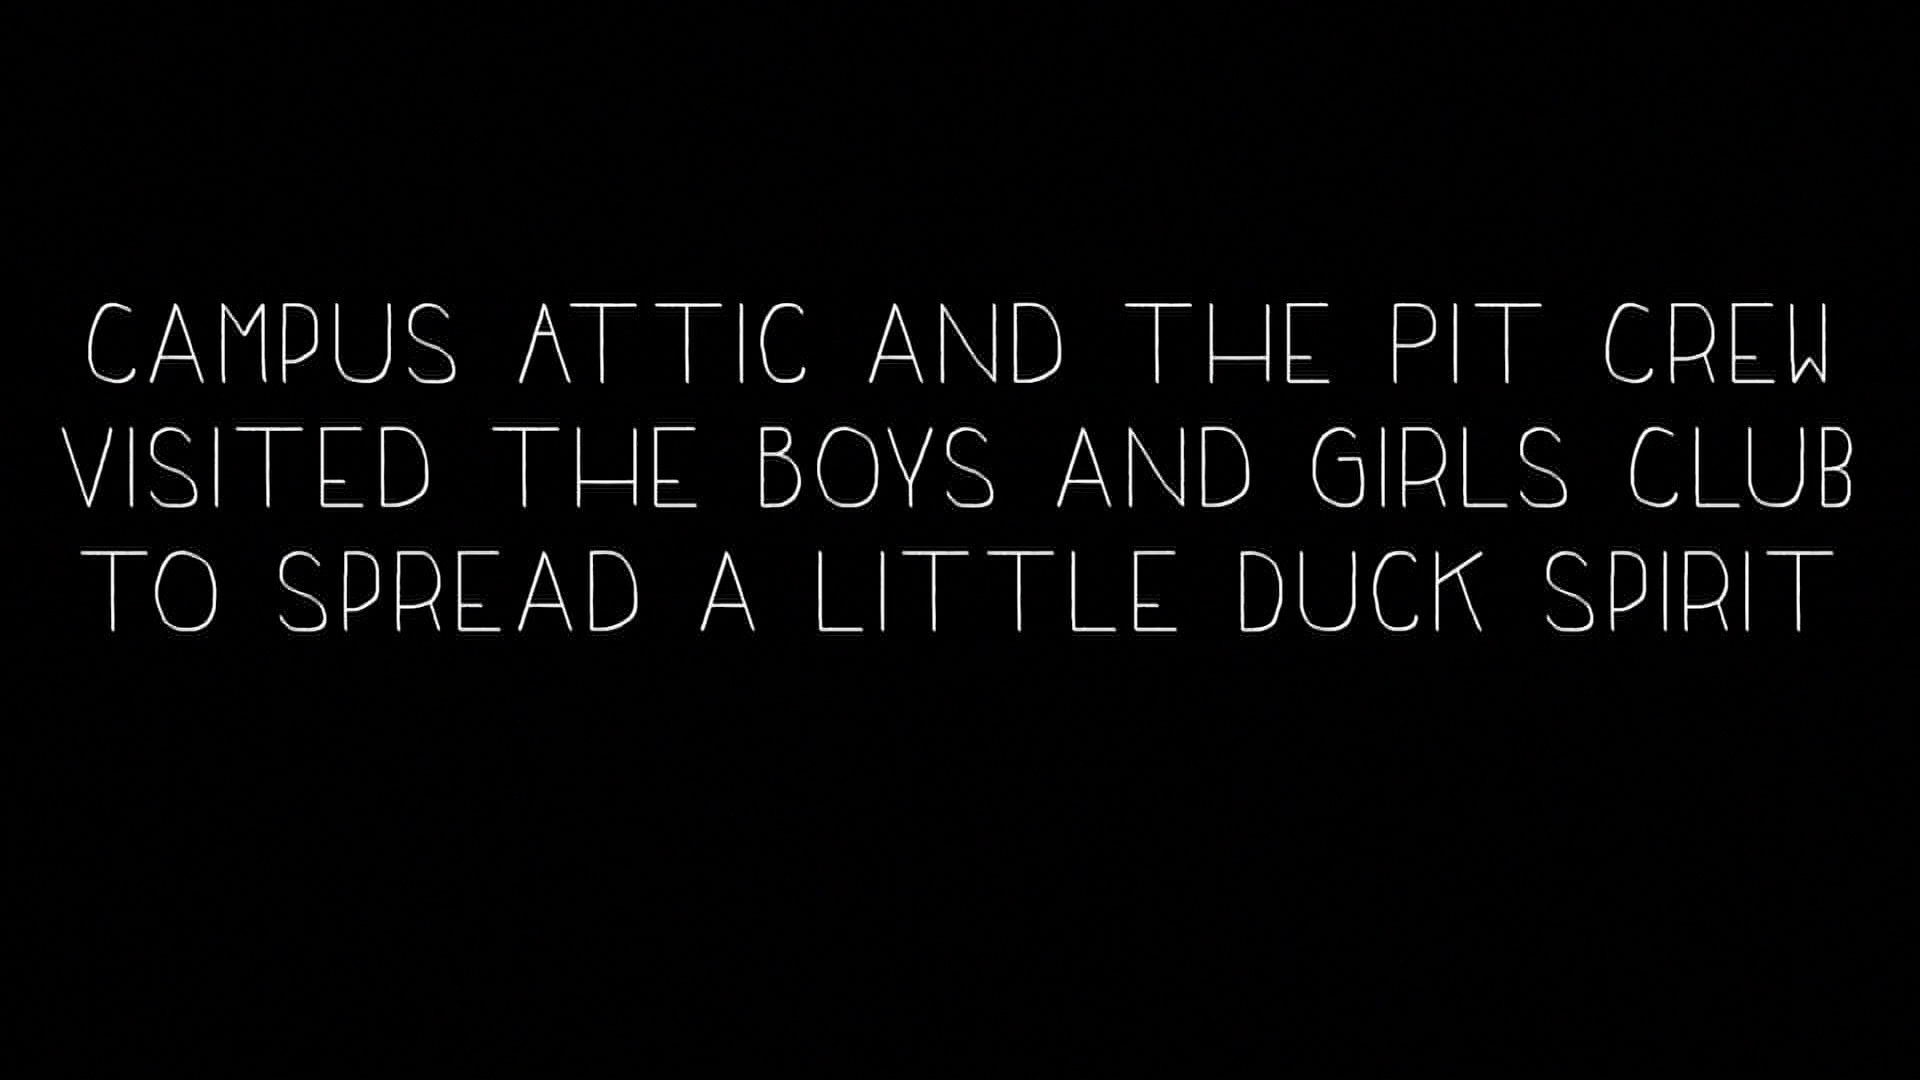 CAMPUS ATTIC AND THE PIT CREW
VISITED THE BOYS AND GIRLS CLUB
TO SPREAD A LITTLE DUCK SPIRIT